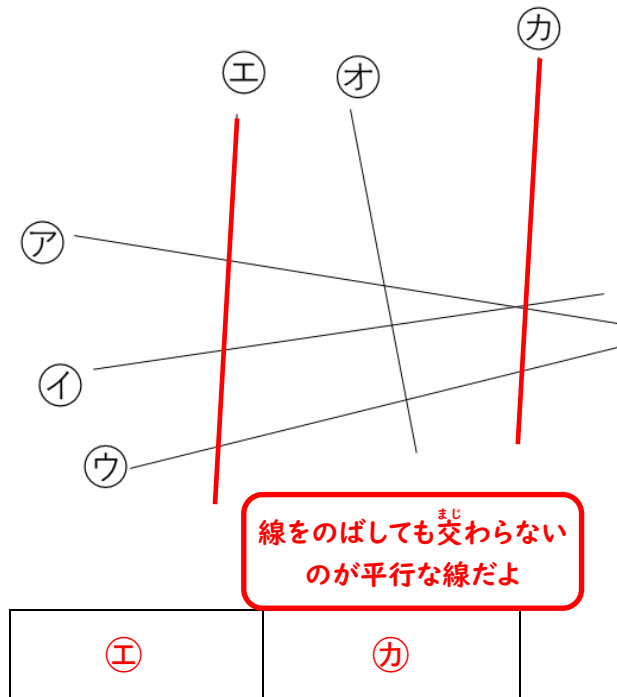 ㋕
㋓
㋔
㋐
㋑
㋒
線をのばしても交わらない
まじ
のが平行な線だよ
㋓ ㋕